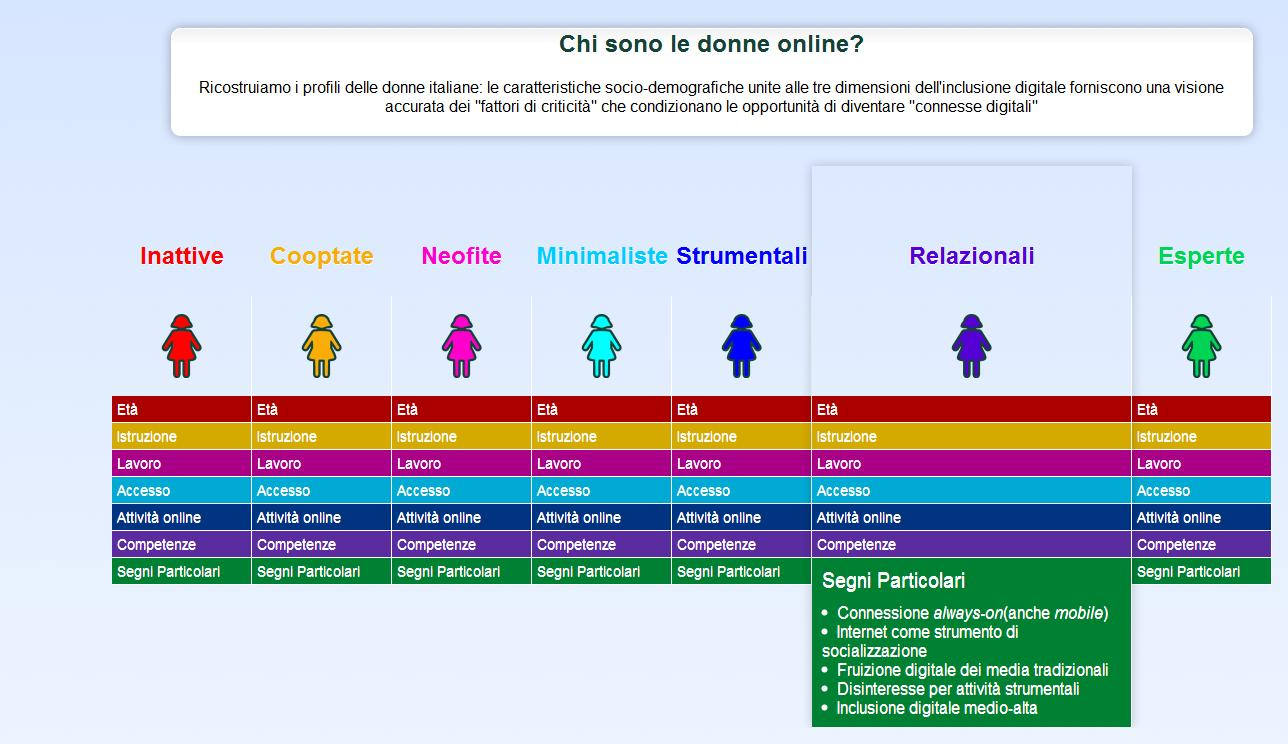 Chi sono le donne online?
Ricostruiamo i profili delle donne italiane: le caratteristiche socio-demografiche unite alle tre dimensioni dell'inclusione digitale forniscono una visione
accurata dei "fattori di criticità" che condizionano le opportunità di diventare "connesse digitali"
Inattive Cooptate Neofite Minimaliste Strumentali Relazionali Esperte
Età Età Età Età Età Età Età
Istruzione Istruzione Istruzione Istruzione Istruzione Istruzione Istruzione
Lavoro Lavoro Lavoro Lavoro Lavoro Lavoro Lavoro
Accesso Accesso Accesso Accesso Accesso Accesso Accesso
Attività online Attività online Attività online Attività online Attività online Attività online Attività online
Competenze Competenze Competenze Competenze Competenze Competenze Competenze
Segni Particolari Segni Particolari Segni Particolari Segni Particolari Segni Particolari Segni Particolari Segni Particolari
• Connessione always-on(anche mobile)
• Internet come strumento di
socializzazione
• Fruizione digitale dei media tradizionali
• Disinteresse per attività strumentali
• Inclusione digitale medio-alta